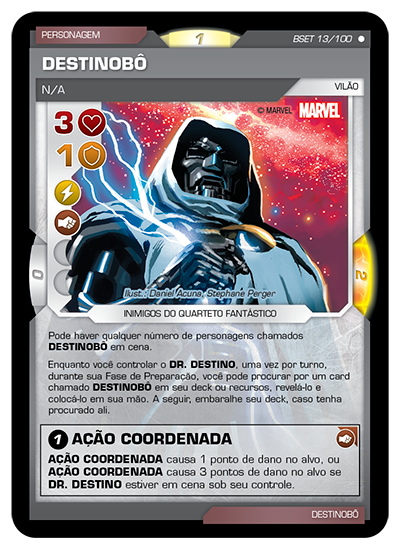 PERSONAGEM
1
BSET 13/100
DESTINOBÔ
N/A
VILÃO
© MARVEL MARVEL
3
1
0
2
Ilust.: Daniel Acuna, Stephane Perger
INIMIGOS DO QUARTETO FANTÁSTICO
Pode haver qualquer número de personagens chamados
DESTINOBÔ em cena.
Enquanto você controlar o DR. DESTINO, uma vez por turno,
durante sua Fase de Preparação, você pode procurar por um card
chamado DESTINOBÔ em seu deck ou recursos, revelá-lo e
colocá-lo em sua mão. A seguir, embaralhe seu deck, caso tenha
procurado ali.
1 AÇÃO COORDENADA
AÇÃO COORDENADA causa 1 ponto de dano no alvo, ou
AÇÃO COORDENADA causa 3 pontos de dano no alvo se
DR. DESTINO estiver em cena sob seu controle.
DESTINOBÔ